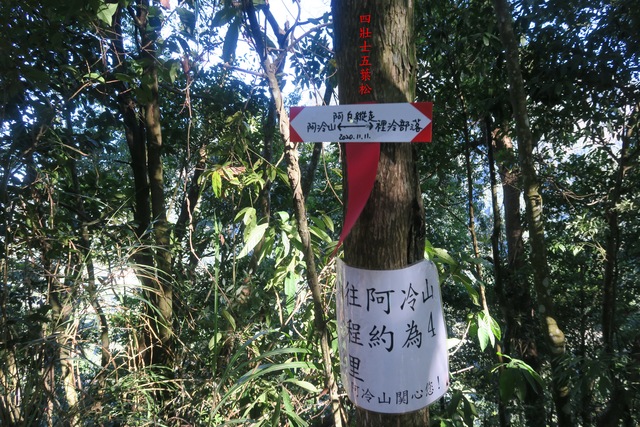 四壯士五葉松
阿白縱走
阿冷山 裡冷部落
2020.11.11.
往阿冷山
程約為4
里
阿冷山關心您!